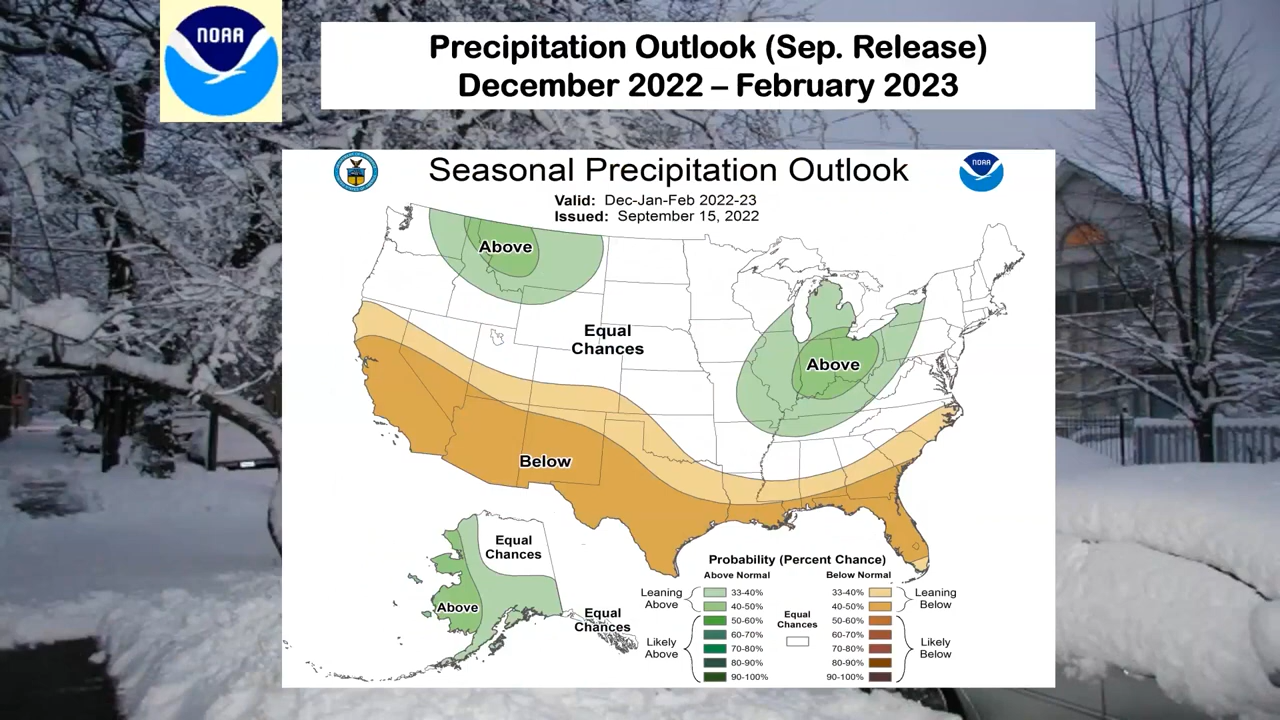 NOAA
Precipitation Outlook (Sep. Release)
December 2022 – February 2023
Seasonal Precipitation Outlook
NOAA
Valid: Dec-Jan-Feb 2022-23
Issued: September 15, 2022
Above
Equal
Chances
Above
Below
Equal
Chances
Above
Equal
Chances
Probability (Percent Chance)
Above Normal
Below Normal
Leaning
Above
33-40%
40-50%
50-60%
60-70%
70-80%
80-90%
90-100%
Likely
Above
Equal
Chances
33-40%
40-50%
50-60%
60-70%
70-80%
80-90%
90-100%
Leaning
Below
Likely
Below